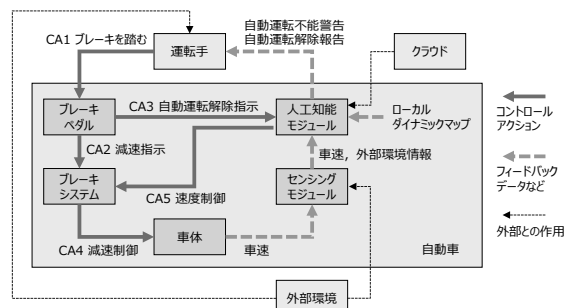 自動運転不能警告
自動運転解除報告
CA1 ブレーキを踏む
運転手
クラウド
ブレーキ
ペダル
CA3 自動運転解除指示
人工知能
モジュール
ローカル
ダイナミックマップ
コントロール
アクション
CA2 減速指示
車速，外部環境情報
ブレーキ
システム
センシング
モジュール
フィードバック
データなど
CA5 速度制御
CA4 減速制御
車体
車速
自動車
外部との作用
外部環境